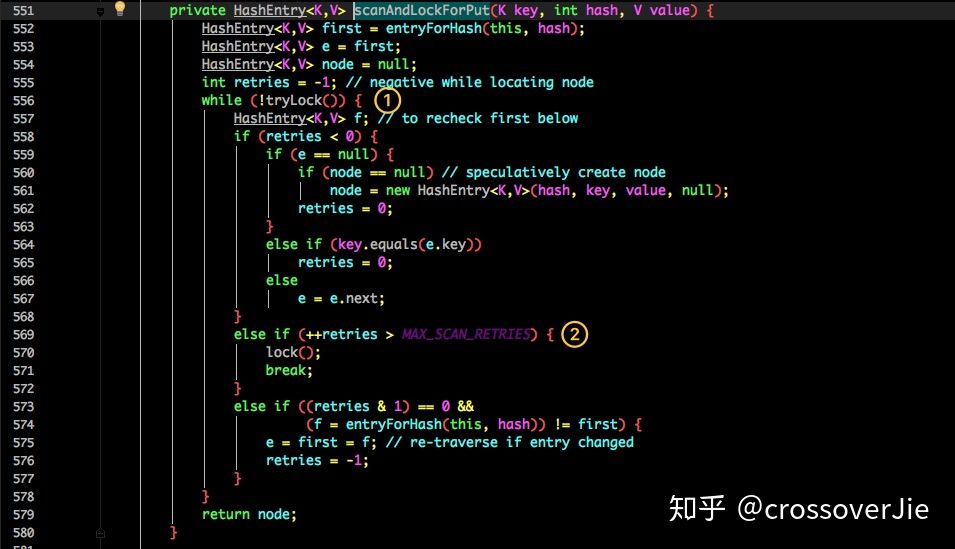 551 private HashEntry<K,V> scanAndLockForPut(K key, int hash, V value) {
552 HashEntry<K,V> first = entryForHash(this, hash);
553 HashEntry<K,V> e = first;
554 HashEntry<K,V> node = null;
555 int retries = -1; // negative while locating node
556 while (!tryLock()) { ①
557 HashEntry<K,V> f; // to recheck first below
558 if (retries < 0) {
559 if (e == null) {
560 if (node == null) // speculatively create node
561 node = new HashEntry<K,V>(hash, key, value, null);
562 retries = 0;
563 }
564 else if (key.equals(e.key))
565 retries = 0;
566 else
567 e = e.next;
568 }
569 else if (++retries > MAX_SCAN_RETRIES) { ②
570 lock();
571 break;
572 }
573 else if ((retries & 1) == 0 &&
574 (f = entryForHash(this, hash)) != first) {
575 e = first = f; // re-traverse if entry changed
576 retries = -1;
577 }
578 }
579 return node;
580 }
知乎 @crossoverJie